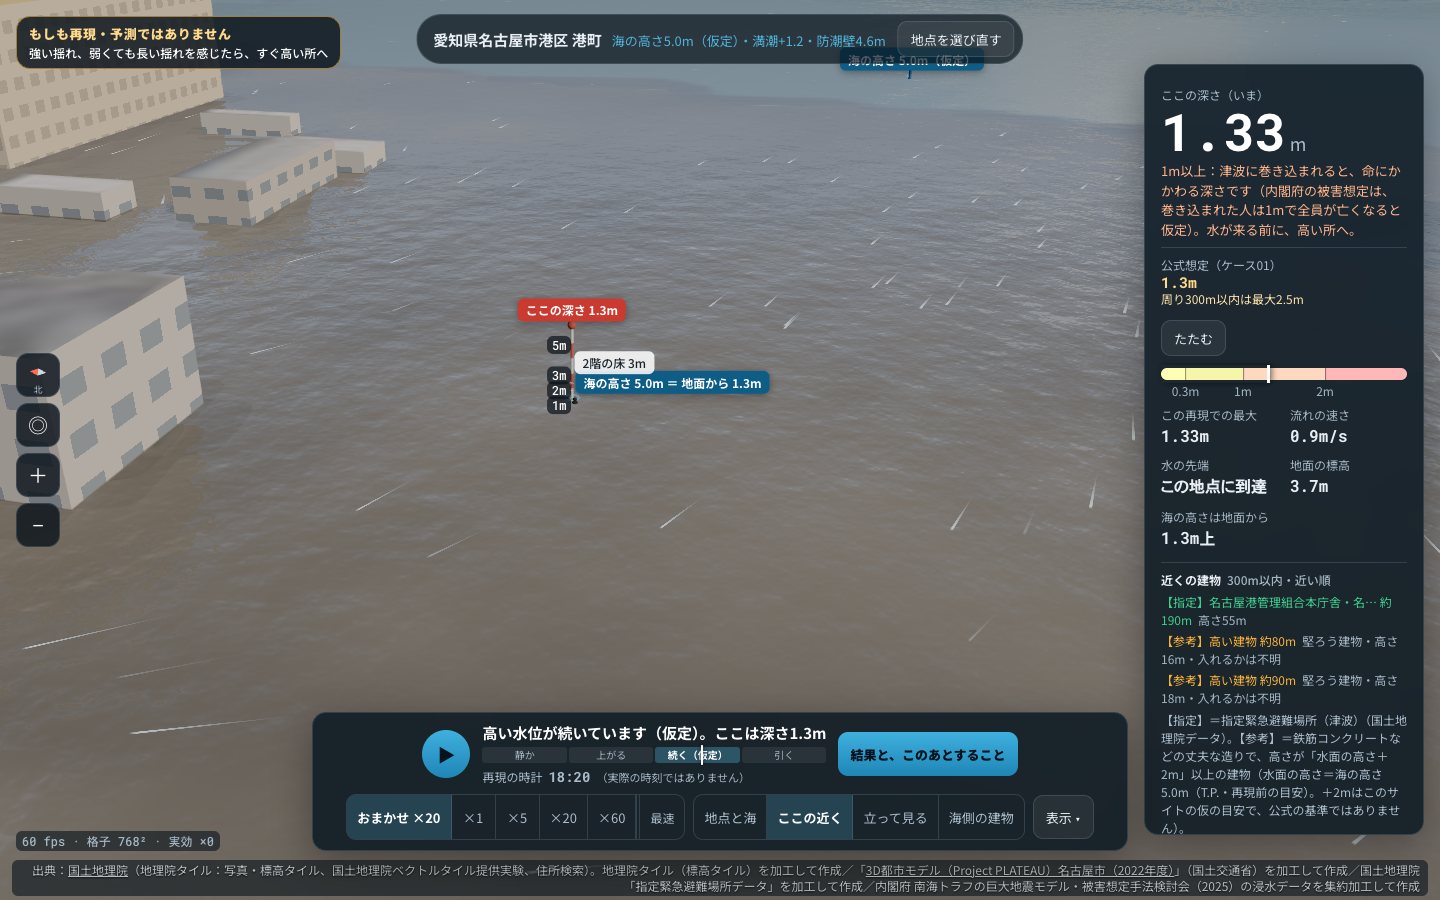 もしも再現・予測ではありません
強い揺れ、弱くても長い揺れを感じたら、すぐ高い所へ
愛知県名古屋市港区 港町
海の高さ5.0m（仮定）・満潮+1.2・防潮壁4.6m
地点を選び直す
海の高さ 5.0m（仮定）
ここの深さ（いま）
1.33 m
1m以上：津波に巻き込まれると、命にか
かわる深さです（内閣府の被害想定は、
巻き込まれた人は1mで全員が亡くなると
仮定）。水が来る前に、高い所へ。
公式想定（ケース01）
1.3m
周り300m以内は最大2.5m
たたむ
0.3m 1m 2m
この再現での最大 流れの速さ
1.33m 0.9m/s
水の先端 地面の標高
この地点に到達 3.7m
海の高さは地面から
1.3m上
近くの建物 300m以内・近い順
【指定】名古屋港管理組合本庁舎・名… 約
190m 高さ55m
【参考】高い建物 約80m 堅ろう建物・高さ
16m・入れるかは不明
【参考】高い建物 約90m 堅ろう建物・高さ
18m・入れるかは不明
【指定】＝指定緊急避難場所（津波）（国土地
理院データ）。【参考】＝鉄筋コンクリートな
どの丈夫な造りで、高さが「水面の高さ＋
2m」以上の建物（水面の高さ＝海の高さ
5.0m（T.P.・再現前の目安）。＋2mはこのサ
イトの仮の目安で、公式の基準ではありませ
ん）。
ここの深さ 1.3m
5m
2階の床 3m
3m
海の高さ 5.0m ＝ 地面から 1.3m
2m
1m
北
高い水位が続いています（仮定）。ここは深さ1.3m
静か 上がる 続く（仮定） 引く
再現の時計 18:20 （実際の時刻ではありません）
結果と、このあとすること
おまかせ ×20 ×1 ×5 ×20 ×60 最速
地点と海 ここの近く 立って見る 海側の建物
表示 ▾
60 fps · 格子 768² · 実効 ×0
出典：国土地理院（地理院タイル：写真・標高タイル、国土地理院ベクトルタイル提供実験、住所検索）。地理院タイル（標高タイル）を加工して作成／「3D都市モデル（Project PLATEAU）名古屋市（2022年度）」（国土交通省）を加工して作成／国土地理院
「指定緊急避難場所データ」を加工して作成／内閣府 南海トラフの巨大地震モデル・被害想定手法検討会（2025）の浸水データを集約加工して作成